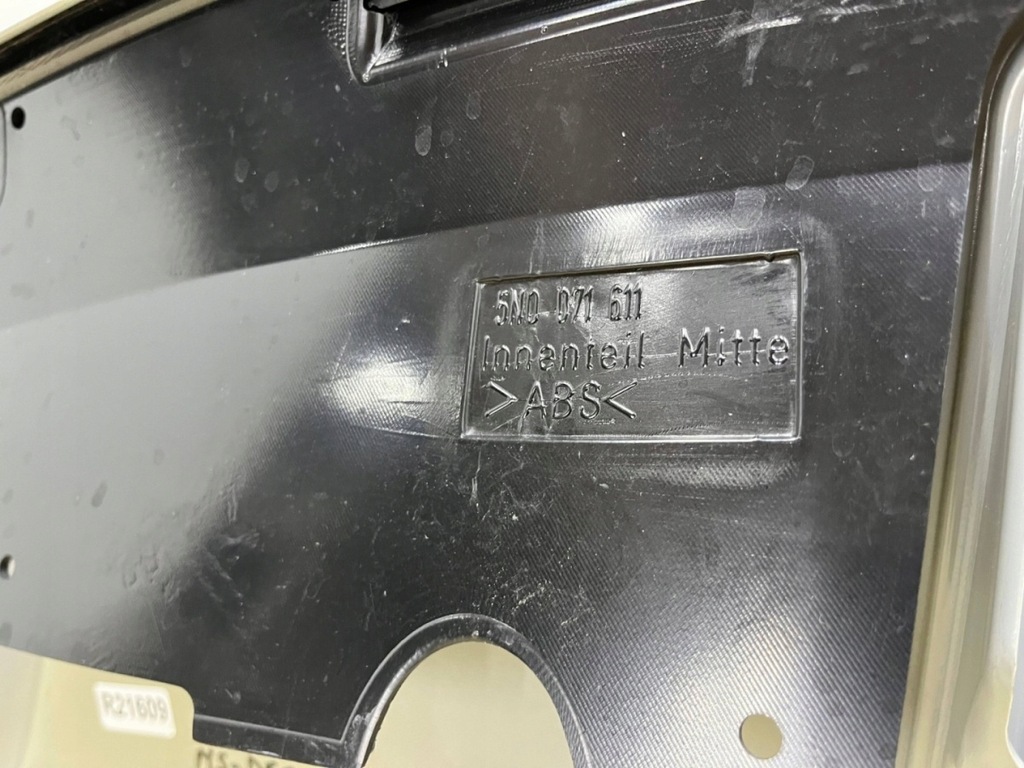 5N0 071 611
Innenteil Mitte
>ABS<
R21609